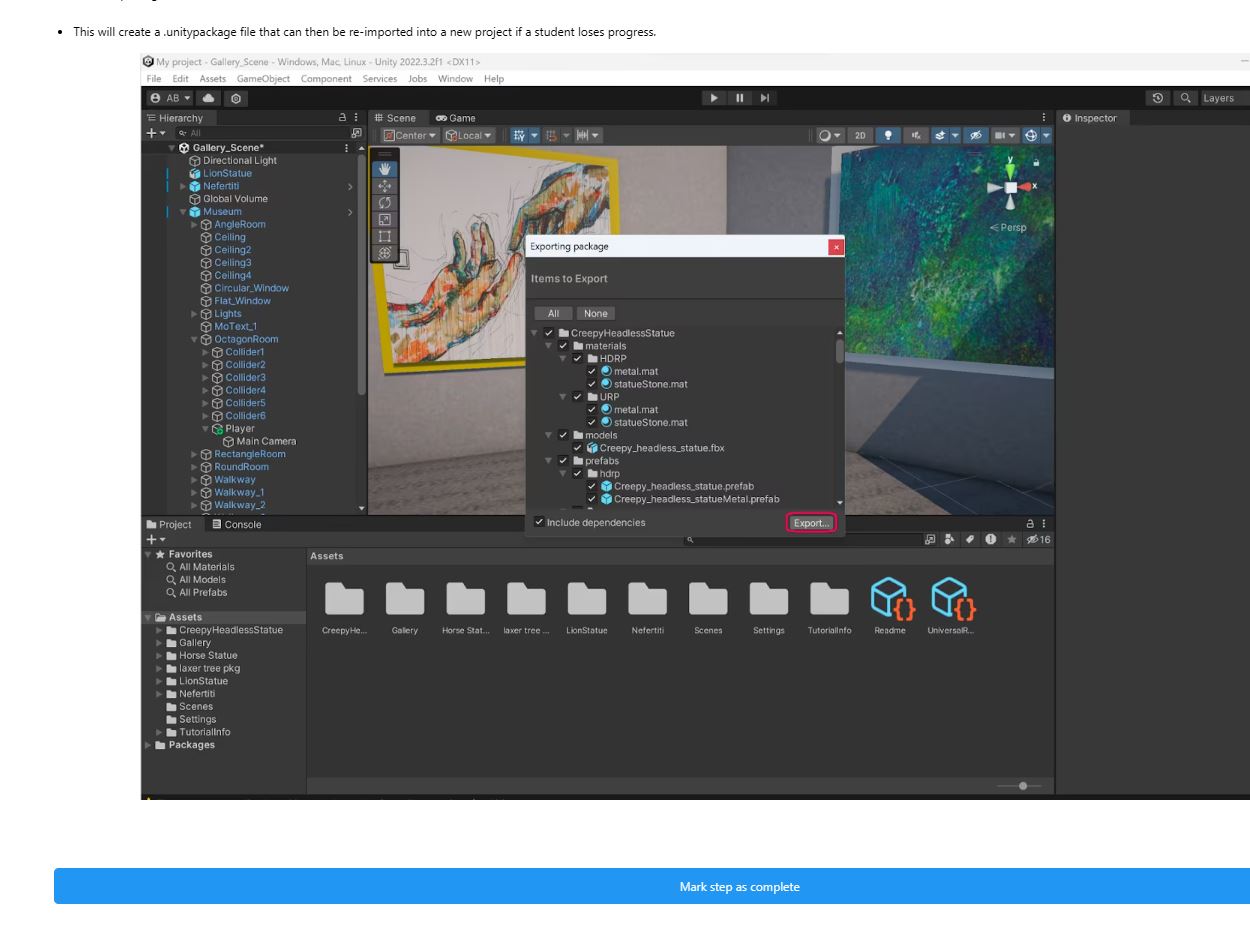 This will create a .unitypackage file that can then be re-imported into a new project if a student loses progress.
My project - Gallery_Scene - Windows, Mac, Linux - Unity 2022.3.2f1 <DX11>
File Edit Assets GameObject Component Services Jobs Window Help
AB
Layers
Hierarchy
Scene
Game
Inspector
All
Center
Local
2D
Gallery_Scene*
Directional Light
LionStatue
Nefertiti
Global Volume
Museum
AngleRoom
Ceiling
Ceiling2
Ceiling3
Ceiling4
Circular_Window
Flat_Window
Lights
MoText_1
OctagonRoom
Collider1
Collider2
Collider3
Collider4
Collider5
Collider6
Player
Main Camera
RectangleRoom
RoundRoom
Walkway
Walkway_1
Walkway_2
y
x
Persp
Exporting package
Items to Export
All
None
CreepyHeadlessStatue
materials
HDRP
metal.mat
statueStone.mat
URP
metal.mat
statueStone.mat
models
Creepy_headless_statue.fbx
prefabs
hdrp
Creepy_headless_statue.prefab
Creepy_headless_statueMetal.prefab
Include dependencies
Export...
Project
Console
16
Favorites
All Materials
All Models
All Prefabs
Assets
CreepyHeadlessStatue
Gallery
Horse Statue
laxer tree pkg
LionStatue
Nefertiti
Scenes
Settings
TutorialInfo
Packages
Assets
CreepyHe...
Gallery
Horse Stat...
laxer tree ...
LionStatue
Nefertiti
Scenes
Settings
TutorialInfo
Readme
UniversalR...
Mark step as complete